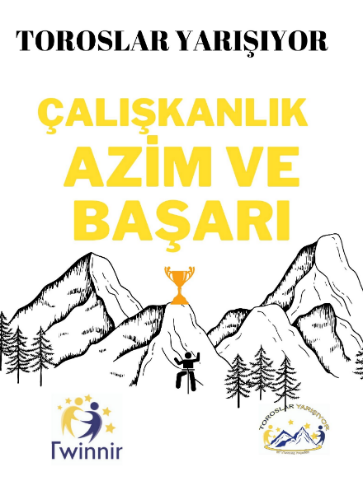 TOROSLAR YARIŞIYOR
ÇALIŞKANLIK
AZİM VE
BAŞARI
Twinnir
TOROSLAR YARIŞIYOR